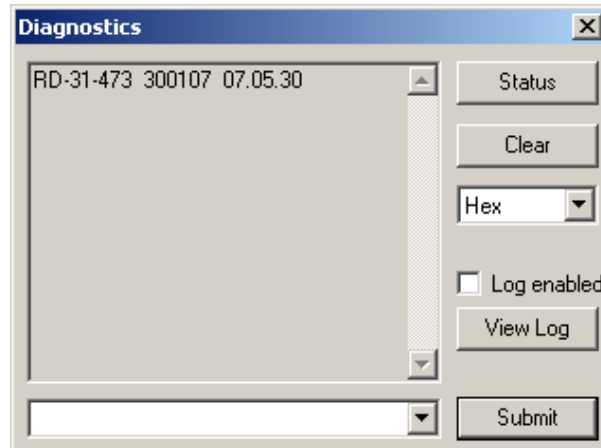 Diagnostics
RD-31-473 300107 07.05.30
Status
Clear
Hex
Log enabled
View Log
Submit